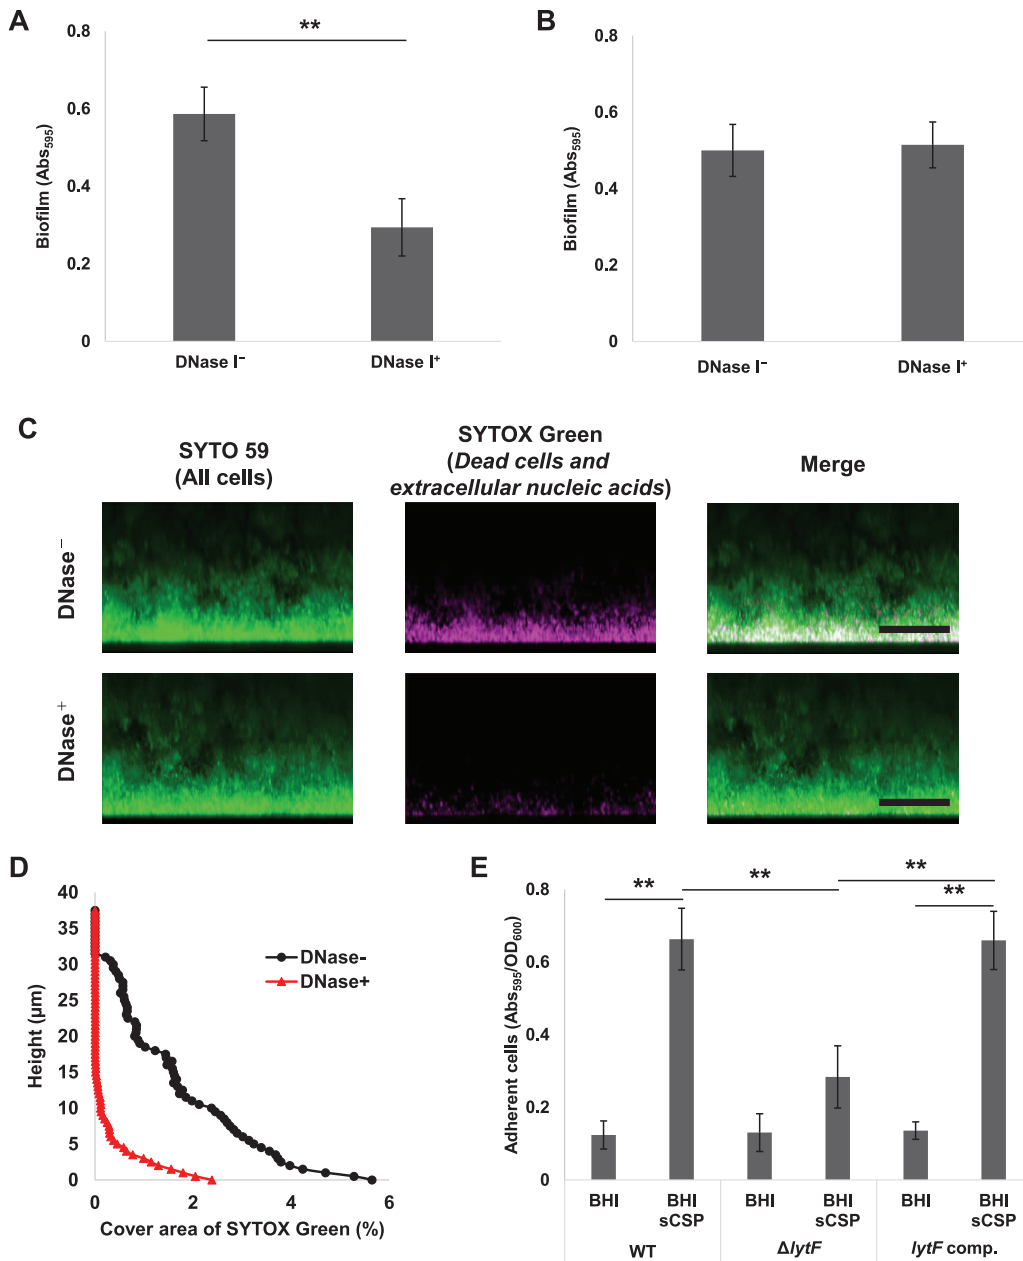 A
**
0.8
0.6
0.4
0.2
0
Biofilm (Abs595)
DNase I−
DNase I+
B
0.8
0.6
0.4
0.2
0
Biofilm (Abs595)
DNase I−
DNase I+
C
SYTO 59
(All cells)
SYTOX Green
(Dead cells and
extracellular nucleic acids)
Merge
DNase−
DNase+
D
40
35
30
25
20
15
10
5
0
Height (μm)
DNase-
DNase+
0 2 4 6
Cover area of SYTOX Green (%)
E
**
**
**
**
0.8
0.6
0.4
0.2
0
Adherent cells (Abs595/OD600)
BHI
BHI sCSP
BHI
BHI sCSP
BHI
BHI sCSP
WT
ΔlytF
lytF comp.